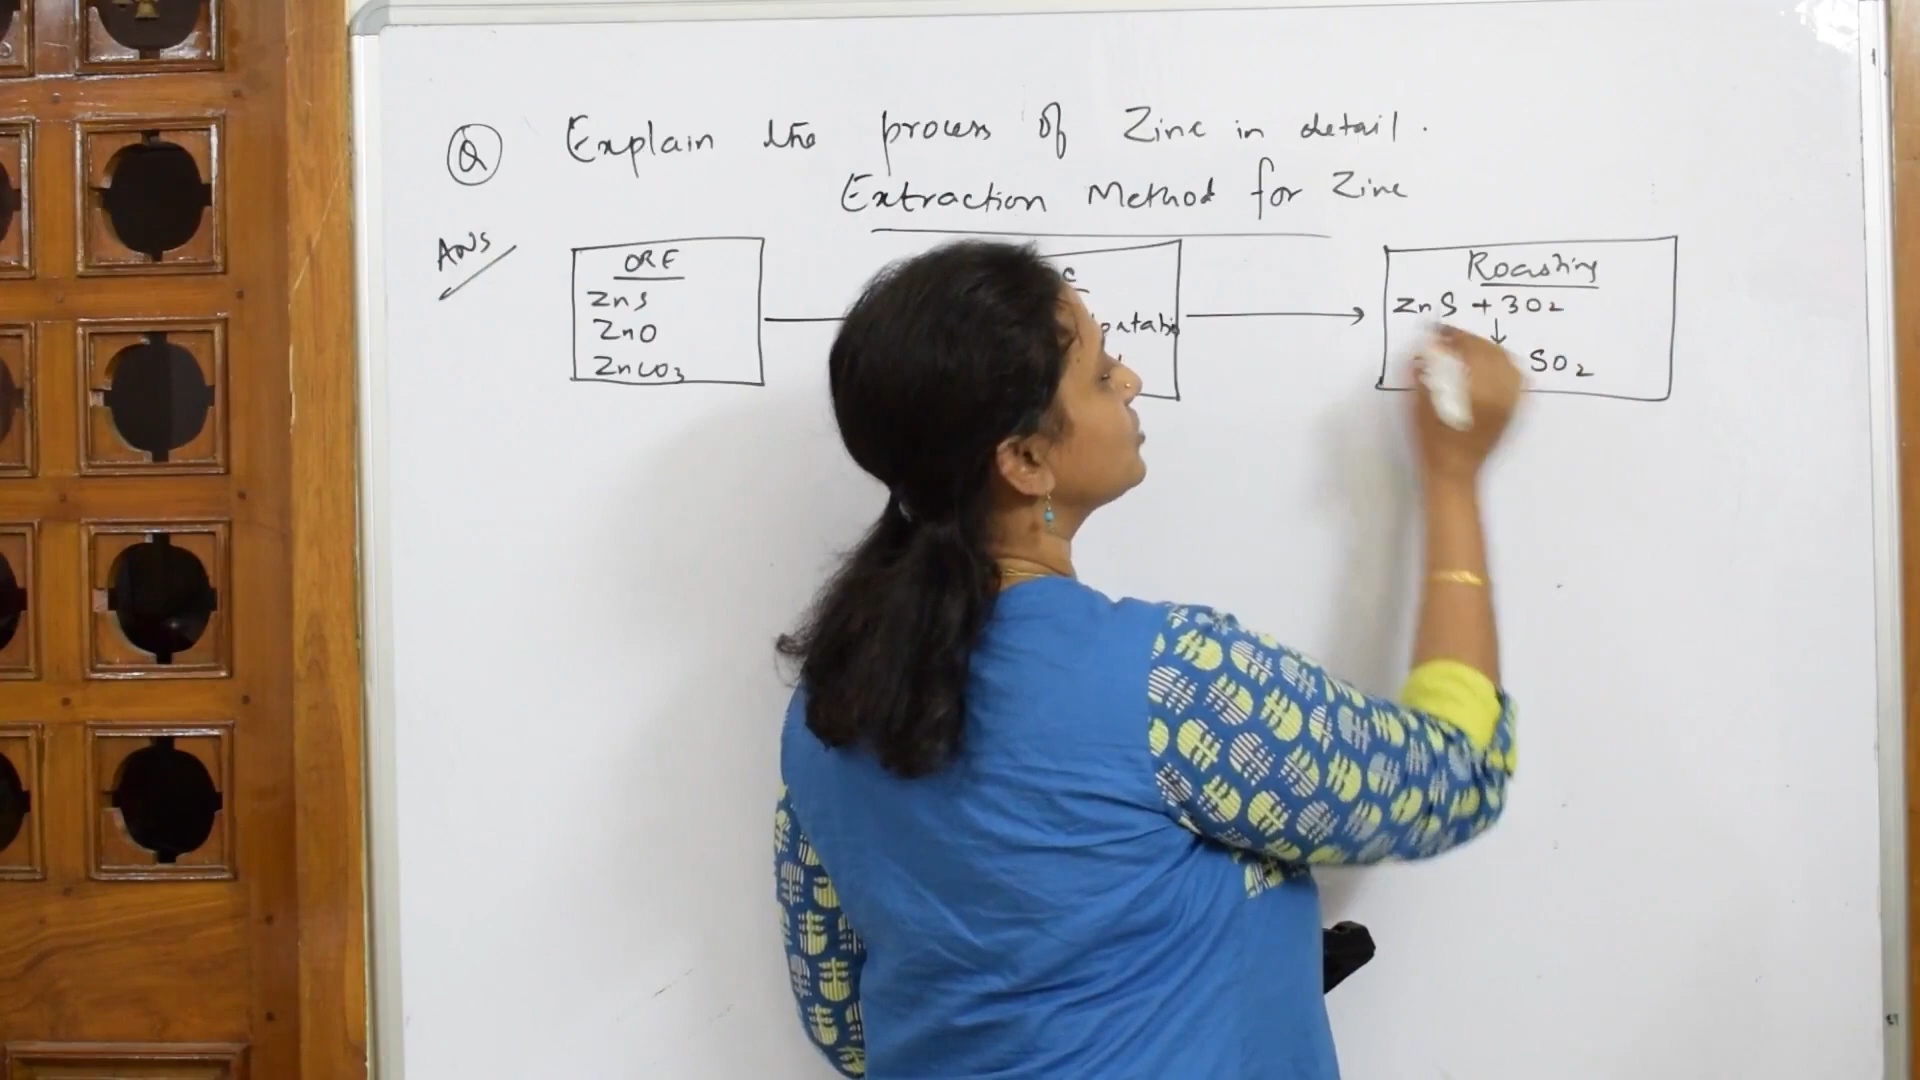 Q Explain the process of Zinc in detail.
Extraction Method for Zinc
Ans
ORE
ZnS
ZnO
ZnCO3
Roasting
ZnS + 3O2
↓
SO2